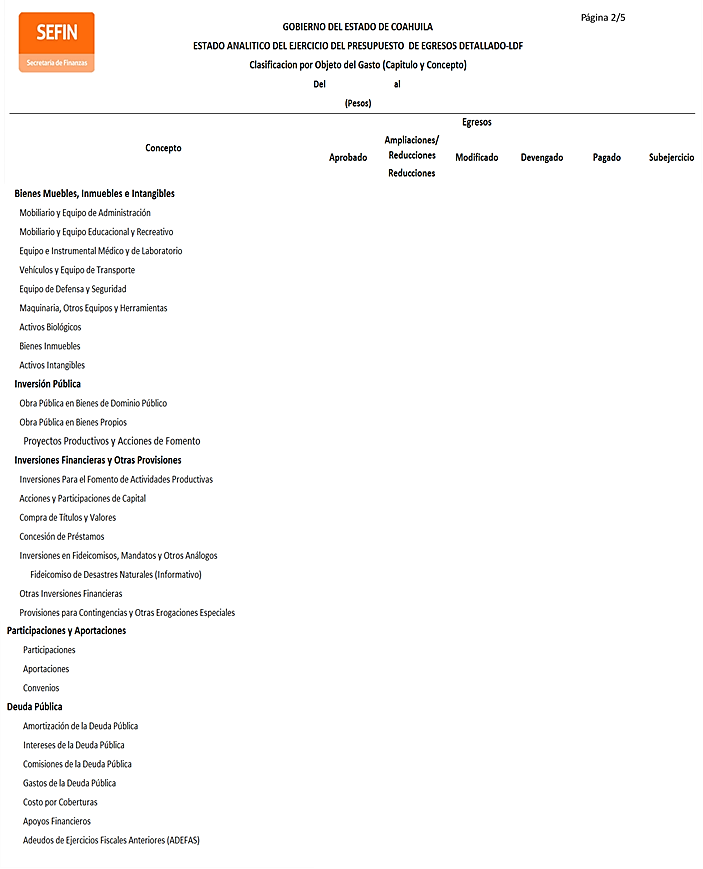 SEFIN
Secretaría de Finanzas
Página 2/5
GOBIERNO DEL ESTADO DE COAHUILA
ESTADO ANALITICO DEL EJERCICIO DEL PRESUPUESTO DE EGRESOS DETALLADO-LDF
Clasificacion por Objeto del Gasto (Capitulo y Concepto)
Del al
(Pesos)
Egresos
Concepto
Aprobado
Ampliaciones/
Reducciones
Reducciones
Modificado
Devengado
Pagado
Subejercicio
Bienes Muebles, Inmuebles e Intangibles
Mobiliario y Equipo de Administración
Mobiliario y Equipo Educacional y Recreativo
Equipo e Instrumental Médico y de Laboratorio
Vehículos y Equipo de Transporte
Equipo de Defensa y Seguridad
Maquinaria, Otros Equipos y Herramientas
Activos Biológicos
Bienes Inmuebles
Activos Intangibles
Inversión Pública
Obra Pública en Bienes de Dominio Público
Obra Pública en Bienes Propios
Proyectos Productivos y Acciones de Fomento
Inversiones Financieras y Otras Provisiones
Inversiones Para el Fomento de Actividades Productivas
Acciones y Participaciones de Capital
Compra de Títulos y Valores
Concesión de Préstamos
Inversiones en Fideicomisos, Mandatos y Otros Análogos
Fideicomiso de Desastres Naturales (Informativo)
Otras Inversiones Financieras
Provisiones para Contingencias y Otras Erogaciones Especiales
Participaciones y Aportaciones
Participaciones
Aportaciones
Convenios
Deuda Pública
Amortización de la Deuda Pública
Intereses de la Deuda Pública
Comisiones de la Deuda Pública
Gastos de la Deuda Pública
Costo por Coberturas
Apoyos Financieros
Adeudos de Ejercicios Fiscales Anteriores (ADEFAS)